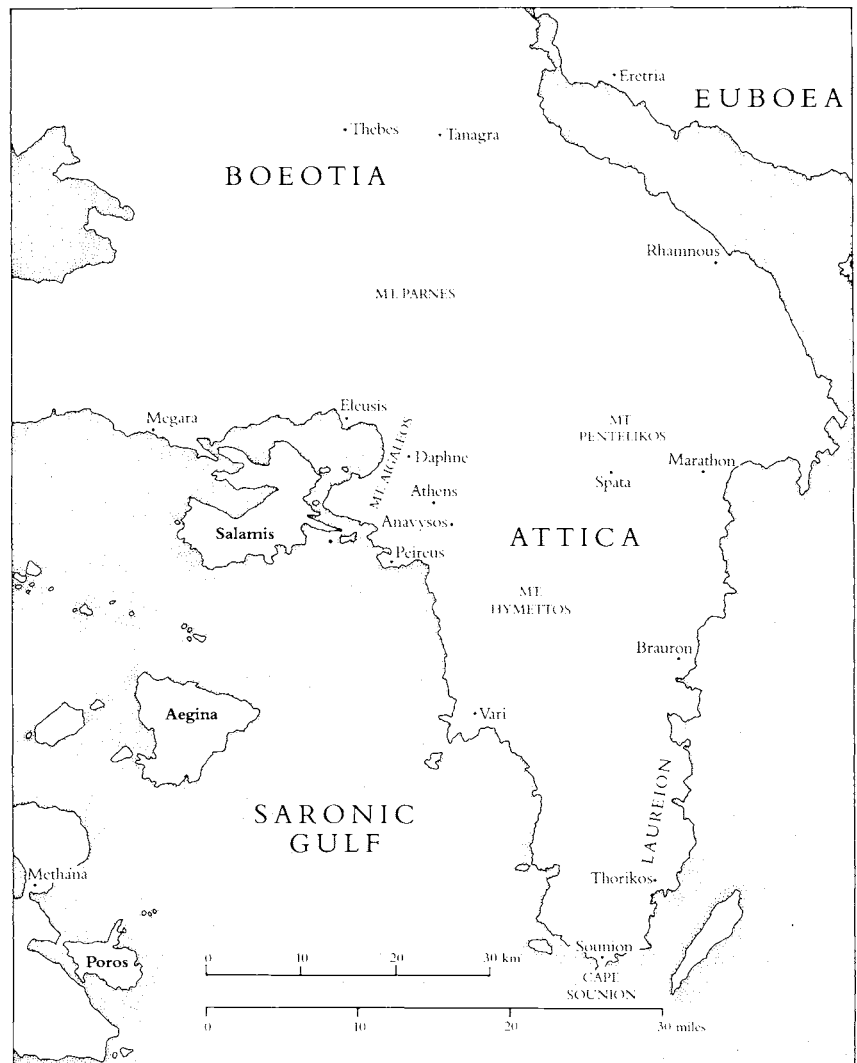 Eretria
EUBOEA
Thebes
Tanagra
BOEOTIA
Rhamnous
MT. PARNES
Megara
Eleusis
MT. AIGALEOS
Daphne
MT.
PENTELIKOS
Marathon
Spata
Athens
Anavysos
ATTICA
Salamis
Peireus
MT.
HYMETTOS
Brauron
Aegina
Vari
SARONIC
GULF
LAUREION
Methana
Thorikos
Poros
Sounion
CAPE
SOUNION
0 10 20 30 km
0 10 20 30 miles